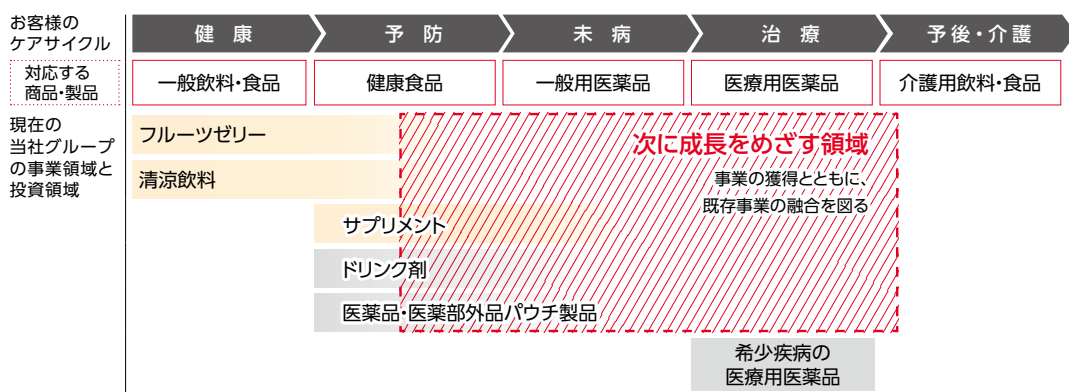 お客様の
ケアサイクル
健康
予防
未病
治療
予後・介護
対応する
商品・製品
一般飲料・食品
健康食品
一般用医薬品
医療用医薬品
介護用飲料・食品
現在の
当社グループ
の事業領域と
投資領域
フルーツゼリー
清涼飲料
サプリメント
ドリンク剤
医薬品・医薬部外品パウチ製品
次に成長をめざす領域
事業の獲得とともに、
既存事業の融合を図る
希少疾病の
医療用医薬品